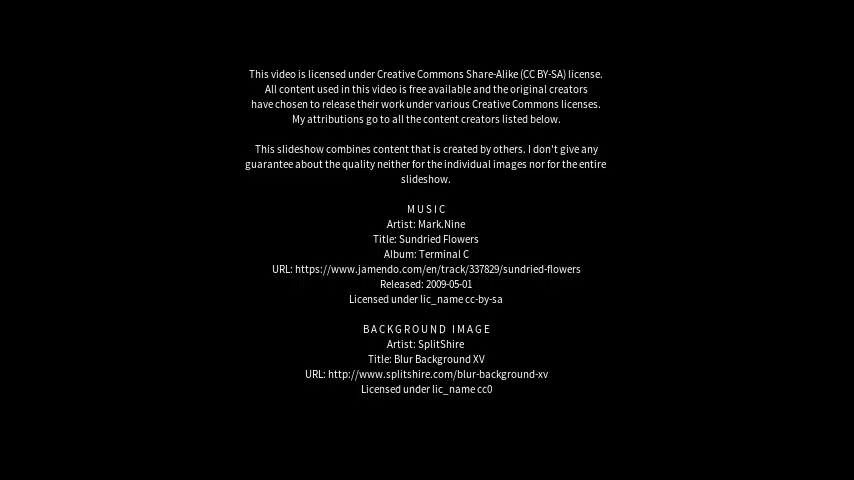 This video is licensed under Creative Commons Share-Alike (CC BY-SA) license.
All content used in this video is free available and the original creators
have chosen to release their work under various Creative Commons licenses.
My attributions go to all the content creators listed below.
This slideshow combines content that is created by others. I don't give any
guarantee about the quality neither for the individual images nor for the entire
slideshow.
MUSIC
Artist: Mark.Nine
Title: Sundried Flowers
Album: Terminal C
URL: https://www.jamendo.com/en/track/337829/sundried-flowers
Released: 2009-05-01
Licensed under lic_name cc-by-sa
BACKGROUND IMAGE
Artist: SplitShire
Title: Blur Background XV
URL: http://www.splitshire.com/blur-background-xv
Licensed under lic_name cc0